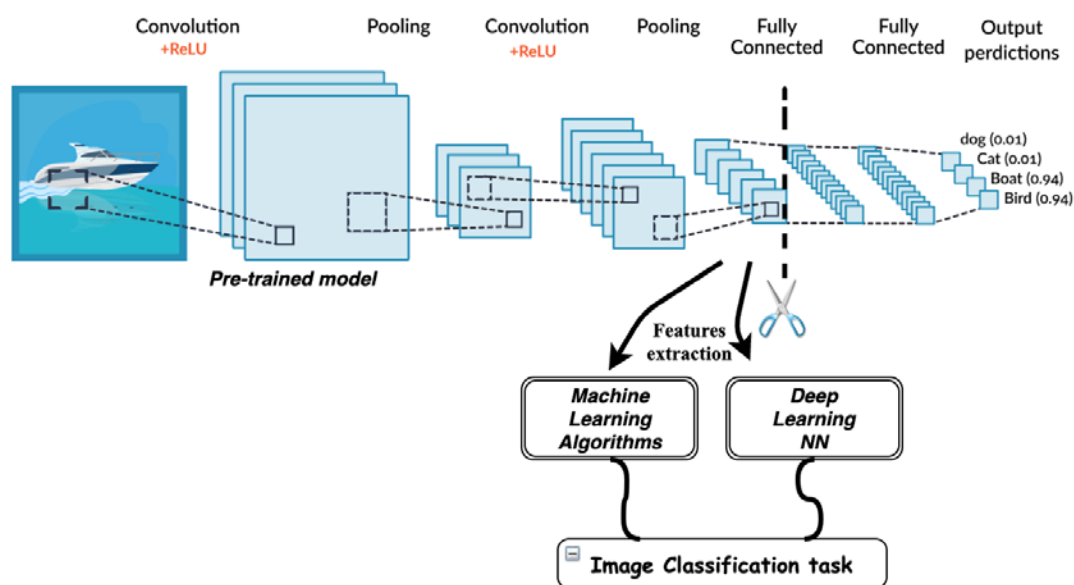 Convolution
+ReLU
Pooling
Convolution
+ReLU
Pooling
Fully
Connected
Fully
Connected
Output
perdictions
dog (0.01)
Cat (0.01)
Boat (0.94)
Bird (0.94)
Pre-trained model
Features
extraction
Machine
Learning
Algorithms
Deep
Learning
NN
Image Classification task